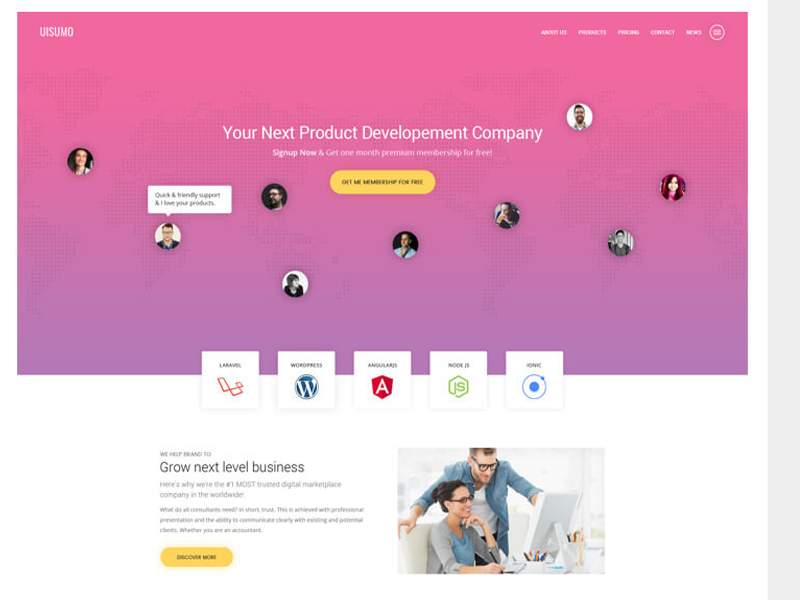 UISUMO
ABOUT US PRODUCTS PRICING CONTACT NEWS
Your Next Product Developement Company
Signup Now & Get one month premium membership for free!
GET ME MEMBERSHIP FOR FREE
Quick & friendly support
& I love your products.
LARAVEL WORDPRESS ANGULARJS NODE JS IONIC
JS
WE HELP BRAND TO
Grow next level business
Here's why we're the #1 MOST trusted digital marketplace
company in the worldwide!
What do all consultants need? In short, trust. This is achieved with professional
presentation and the ability to communicate clearly with existing and potential
clients. Whether you are an accountant.
DISCOVER MORE